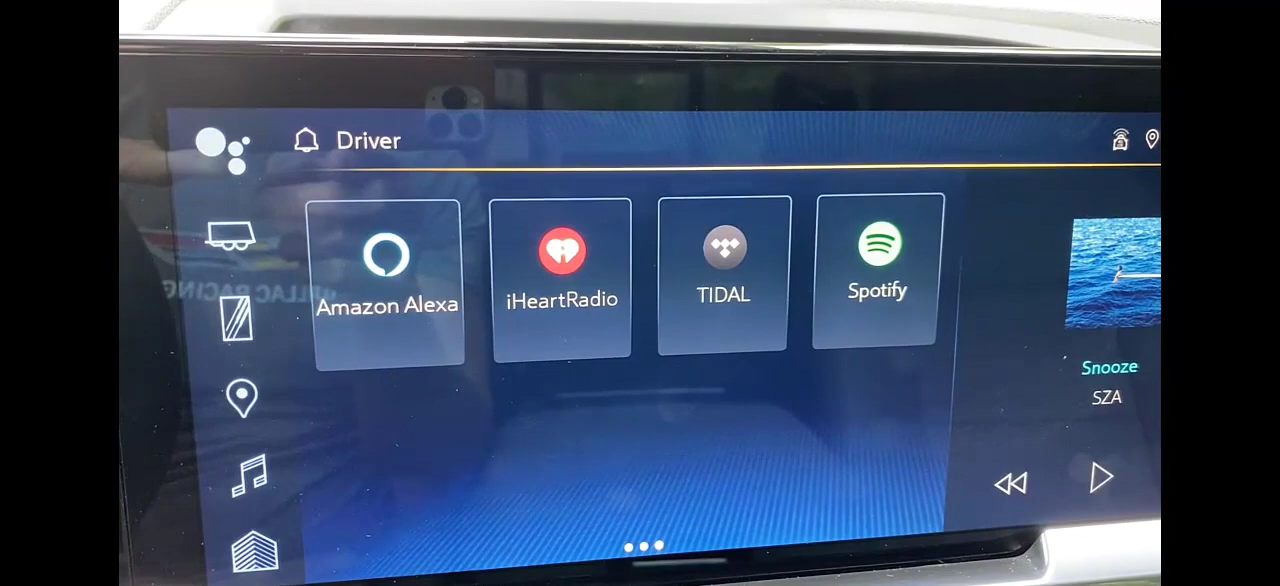 Driver
Amazon Alexa
iHeartRadio
TIDAL
Spotify
Snooze
SZA